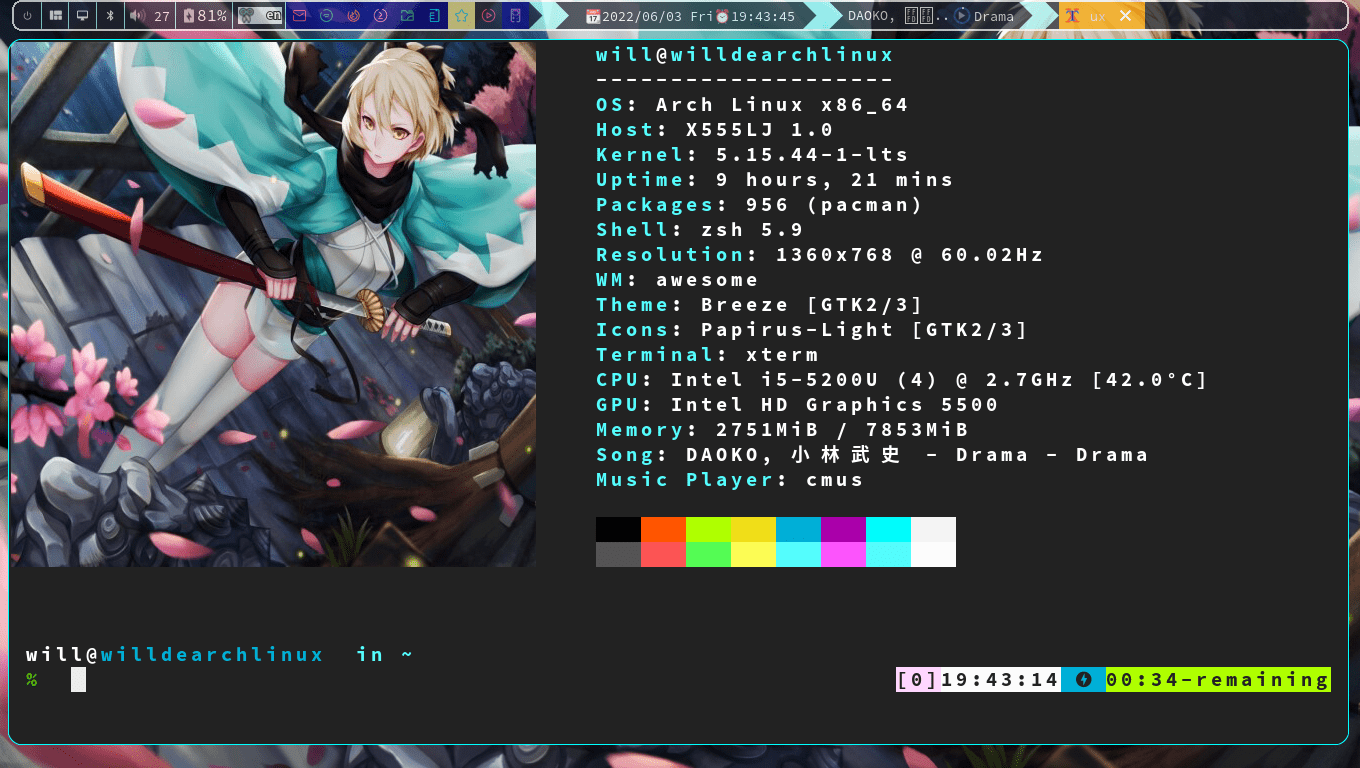 27 81% en 2 2022/06/03 Fri 19:43:45 DAOKO, .. Drama ux
will@willdearchlinux
--------------------
OS: Arch Linux x86_64
Host: X555LJ 1.0
Kernel: 5.15.44-1-lts
Uptime: 9 hours, 21 mins
Packages: 956 (pacman)
Shell: zsh 5.9
Resolution: 1360x768 @ 60.02Hz
WM: awesome
Theme: Breeze [GTK2/3]
Icons: Papirus-Light [GTK2/3]
Terminal: xterm
CPU: Intel i5-5200U (4) @ 2.7GHz [42.0°C]
GPU: Intel HD Graphics 5500
Memory: 2751MiB / 7853MiB
Song: DAOKO, 小林武史 - Drama - Drama
Music Player: cmus
will@willdearchlinux in ~
% [0]19:43:14 00:34-remaining